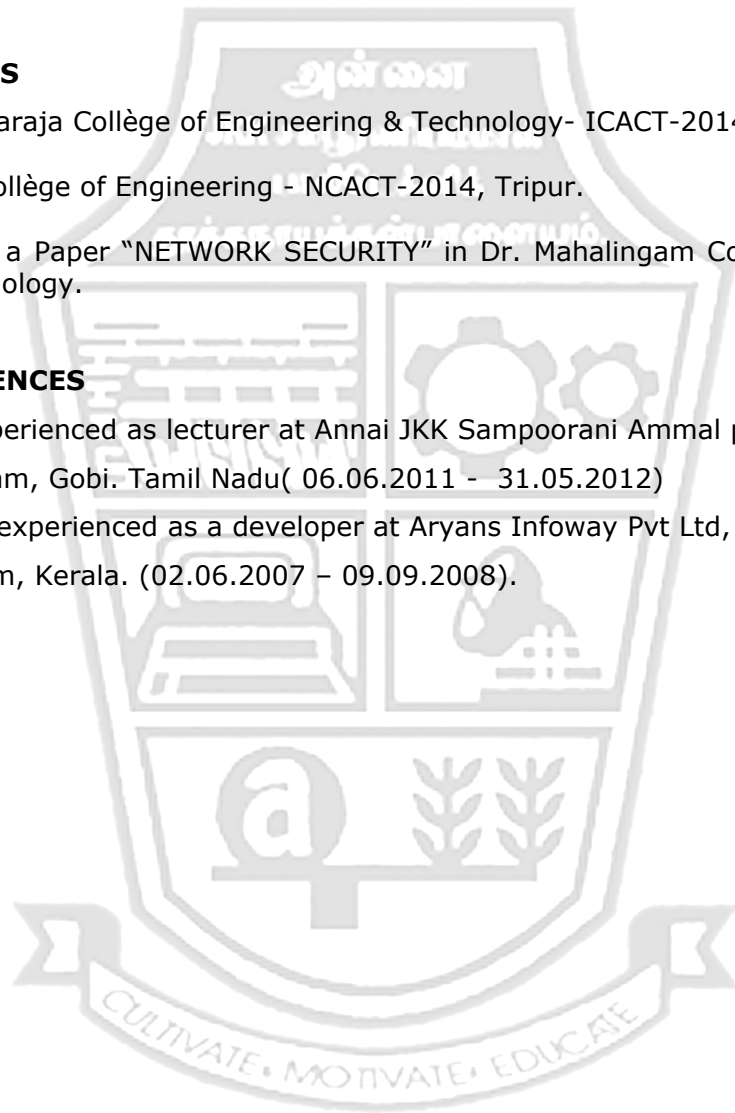 அன்னை
S
araja Collège of Engineering & Technology- ICACT-2014
ollège of Engineering - NCACT-2014, Tripur.
a Paper “NETWORK SECURITY” in Dr. Mahalingam Co
ology.
ENCES
perienced as lecturer at Annai JKK Sampoorani Ammal p
am, Gobi. Tamil Nadu( 06.06.2011 - 31.05.2012)
experienced as a developer at Aryans Infoway Pvt Ltd,
m, Kerala. (02.06.2007 – 09.09.2008).
a
CULTIVATE. MOTIVATE. EDUCATE